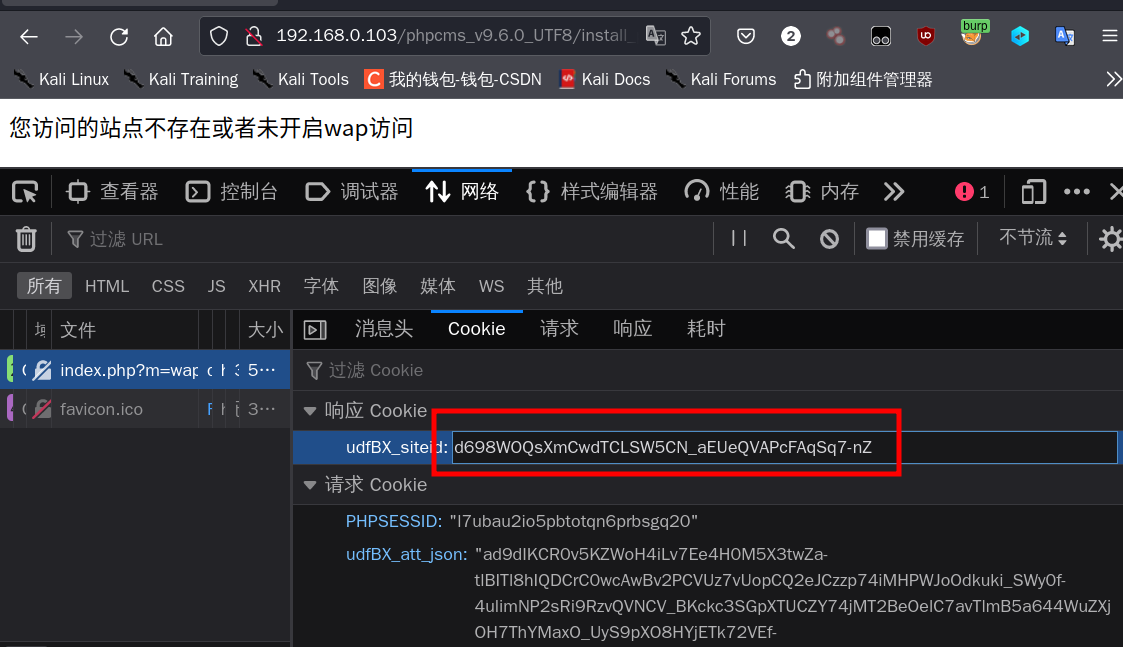 192.168.0.103/phpcms_v9.6.0_UTF8/install_
2
burp
Kali Linux Kali Training Kali Tools 我的钱包-钱包-CSDN Kali Docs Kali Forums 附加组件管理器
您访问的站点不存在或者未开启wap访问
查看器 控制台 调试器 网络 样式编辑器 性能 内存 1
过滤 URL 禁用缓存 不节流
所有 HTML CSS JS XHR 字体 图像 媒体 WS 其他
文件 大小 消息头 Cookie 请求 响应 耗时
index.php?m=wap 5…
过滤 Cookie
favicon.ico 3…
响应 Cookie
udfBX_siteid: d698WOQsXmCwdTCLSW5CN_aEUeQVAPcFAqSq7-nZ
请求 Cookie
PHPSESSID: "l7ubau2io5pbtotqn6prbsgq20"
udfBX_att_json: "ad9dIKCR0v5KZWoH4iLv7Ee4H0M5X3twZa-
tlBITl8hIQDCrC0wcAwBv2PCVUz7vUopCQ2eJCzzp74iMHPWJoOdkuki_SWy0f-
4ulimNP2sRi9RzvQVNCV_BKckc3SGpXTUCZY74jMT2BeOeIC7avTlmB5a644WuZXj
OH7ThYMaxO_UyS9pXO8HYjETk72VEf-